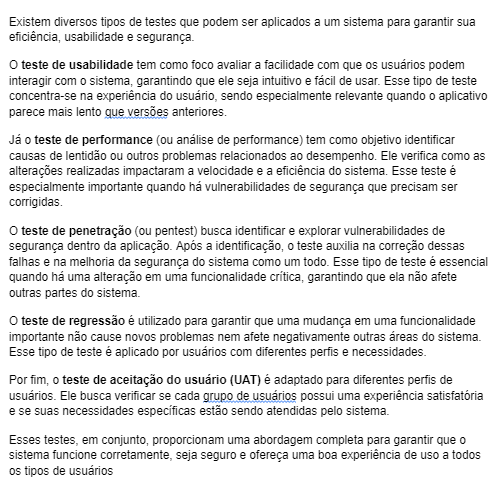 Existem diversos tipos de testes que podem ser aplicados a um sistema para garantir sua
eficiência, usabilidade e segurança.
O teste de usabilidade tem como foco avaliar a facilidade com que os usuários podem
interagir com o sistema, garantindo que ele seja intuitivo e fácil de usar. Esse tipo de teste
concentra-se na experiência do usuário, sendo especialmente relevante quando o aplicativo
parece mais lento que versões anteriores.
Já o teste de performance (ou análise de performance) tem como objetivo identificar
causas de lentidão ou outros problemas relacionados ao desempenho. Ele verifica como as
alterações realizadas impactaram a velocidade e a eficiência do sistema. Esse teste é
especialmente importante quando há vulnerabilidades de segurança que precisam ser
corrigidas.
O teste de penetração (ou pentest) busca identificar e explorar vulnerabilidades de
segurança dentro da aplicação. Após a identificação, o teste auxilia na correção dessas
falhas e na melhoria da segurança do sistema como um todo. Esse tipo de teste é essencial
quando há uma alteração em uma funcionalidade crítica, garantindo que ela não afete
outras partes do sistema.
O teste de regressão é utilizado para garantir que uma mudança em uma funcionalidade
importante não cause novos problemas nem afete negativamente outras áreas do sistema.
Esse tipo de teste é aplicado por usuários com diferentes perfis e necessidades.
Por fim, o teste de aceitação do usuário (UAT) é adaptado para diferentes perfis de
usuários. Ele busca verificar se cada grupo de usuários possui uma experiência satisfatória
e se suas necessidades específicas estão sendo atendidas pelo sistema.
Esses testes, em conjunto, proporcionam uma abordagem completa para garantir que o
sistema funcione corretamente, seja seguro e ofereça uma boa experiência de uso a todos
os tipos de usuários